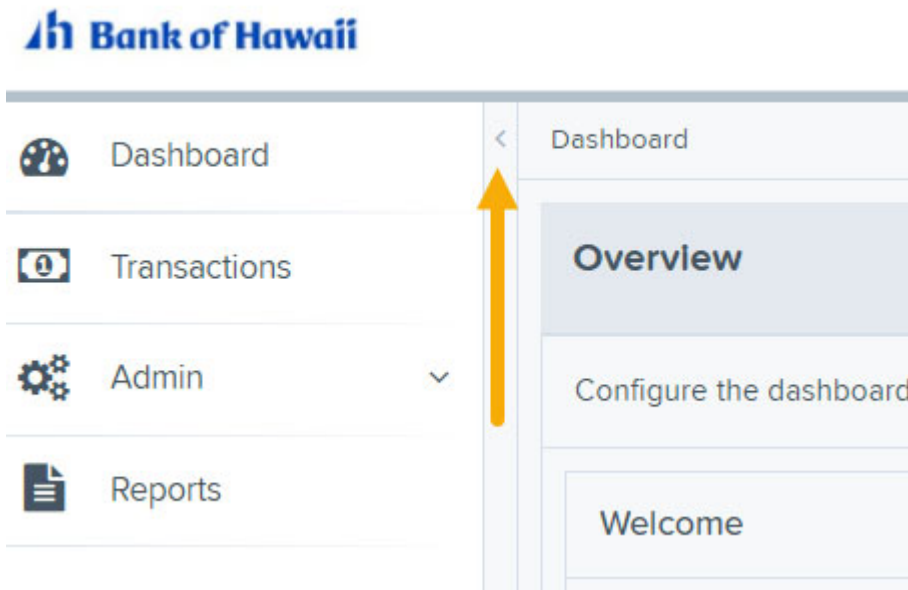 Bank of Hawaii
Dashboard
Transactions
Admin
Reports
Dashboard
Overview
Configure the dashboard
Welcome